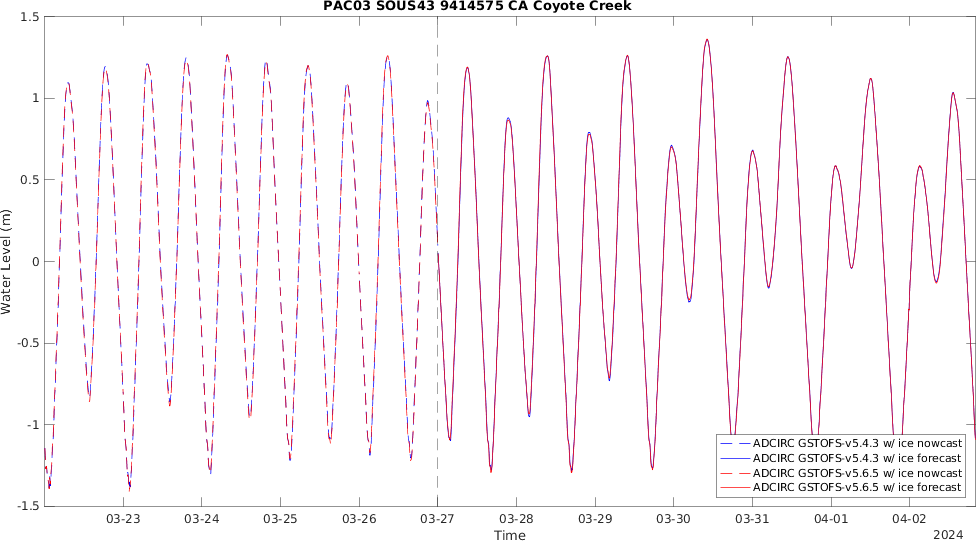 PAC03 SOUS43 9414575 CA Coyote Creek
1.5
1
0.5
0
-0.5
-1
-1.5
Water Level (m)
ADCIRC GSTOFS-v5.4.3 w/ ice nowcast
ADCIRC GSTOFS-v5.4.3 w/ ice forecast
ADCIRC GSTOFS-v5.6.5 w/ ice nowcast
ADCIRC GSTOFS-v5.6.5 w/ ice forecast
03-23 03-24 03-25 03-26 03-27 03-28 03-29 03-30 03-31 04-01 04-02
Time
2024